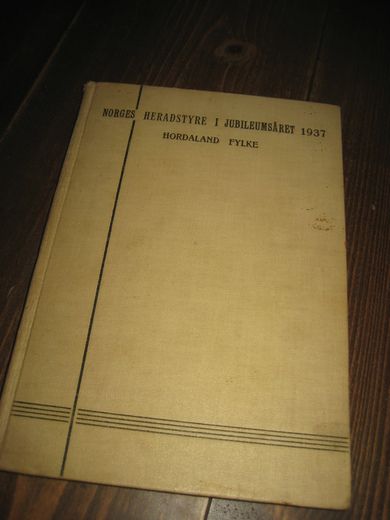 NORGES HERADSTYRE I JUBILEUMSÅRET 1937
HORDALAND FYLKE